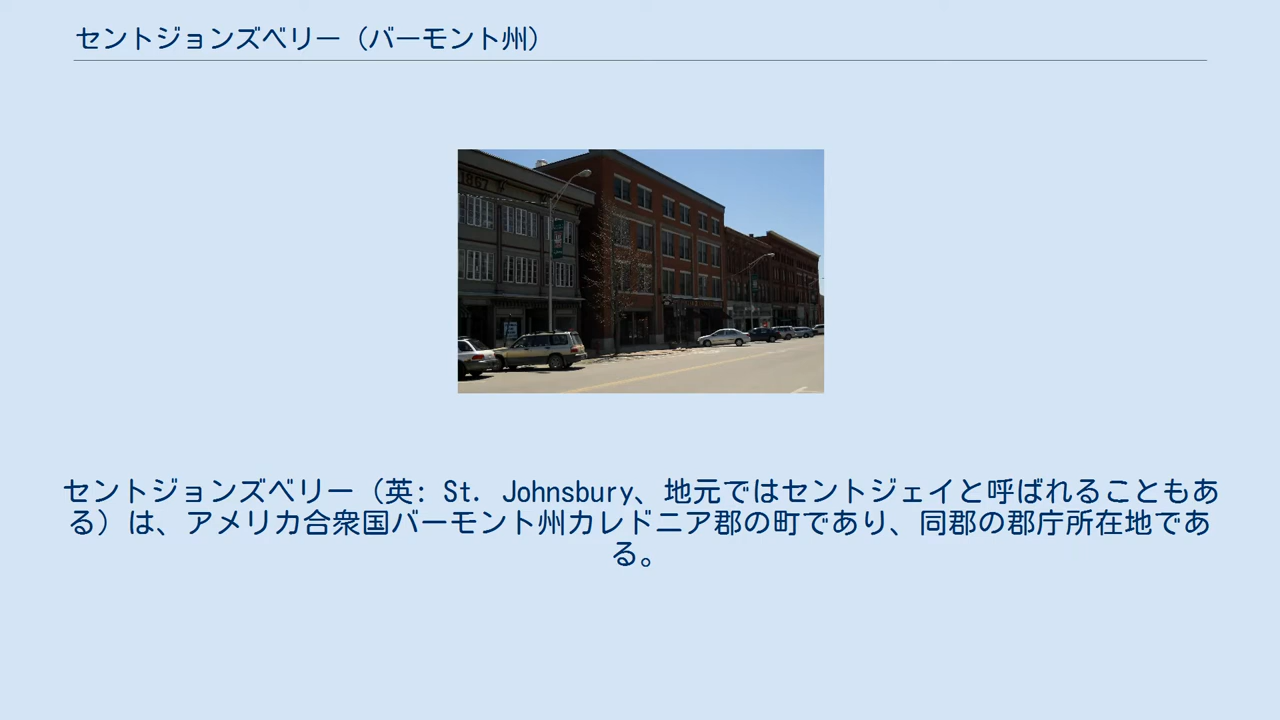 セントジョンズベリー（バーモント州）
1867
セントジョンズベリー（英: St. Johnsbury、地元ではセントジェイと呼ばれることもあ
る）は、アメリカ合衆国バーモント州カレドニア郡の町であり、同郡の郡庁所在地であ
る。